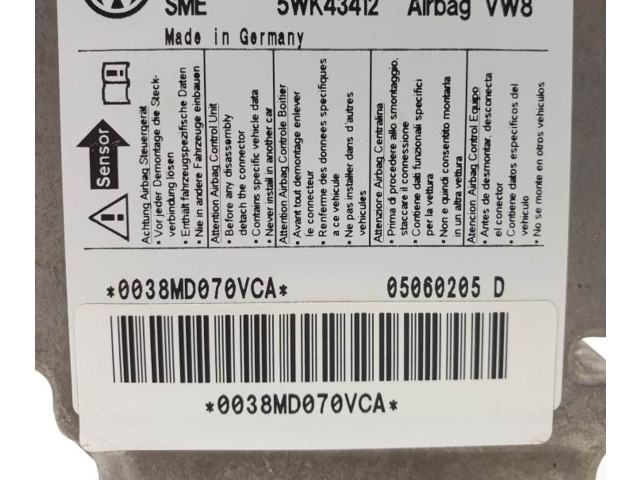 SME 5WK43412 Airbag VW8
Made in Germany
Sensor
Achtung Airbag Steuergerät
• Vor jeder Demontage die Steck-
verbindung lösen
• Enthält fahrzeugspezifische Daten
• Nie in andere Fahrzeuge einbauen
Attention Airbag Control Unit
• Before any disassembly
detach the connector
• Contains specific vehicle data
• Never install in another car
Attention Airbag Controle Boitier
• Avant tout demontage enlever
le connecteur
• Renferme des donnees specifiques
a ce vehicule
• Ne pas installer dans d'autres
vehicules
Attenzione Airbag Centralina
• Prima di procedere allo smontaggio,
staccare il connessione
• Contiene dati funzionali specifici
per la vettura
• Non e quindi consentito montarla
in un altra vettura
Atencion Airbag Control Equipo
• Antes de desmontar, desconecta
el conector
• Contiene datos especificos del
vehiculo
• No se monte en otros vehiculos
*0038MD070VCA* 05060205 D
*0038MD070VCA*